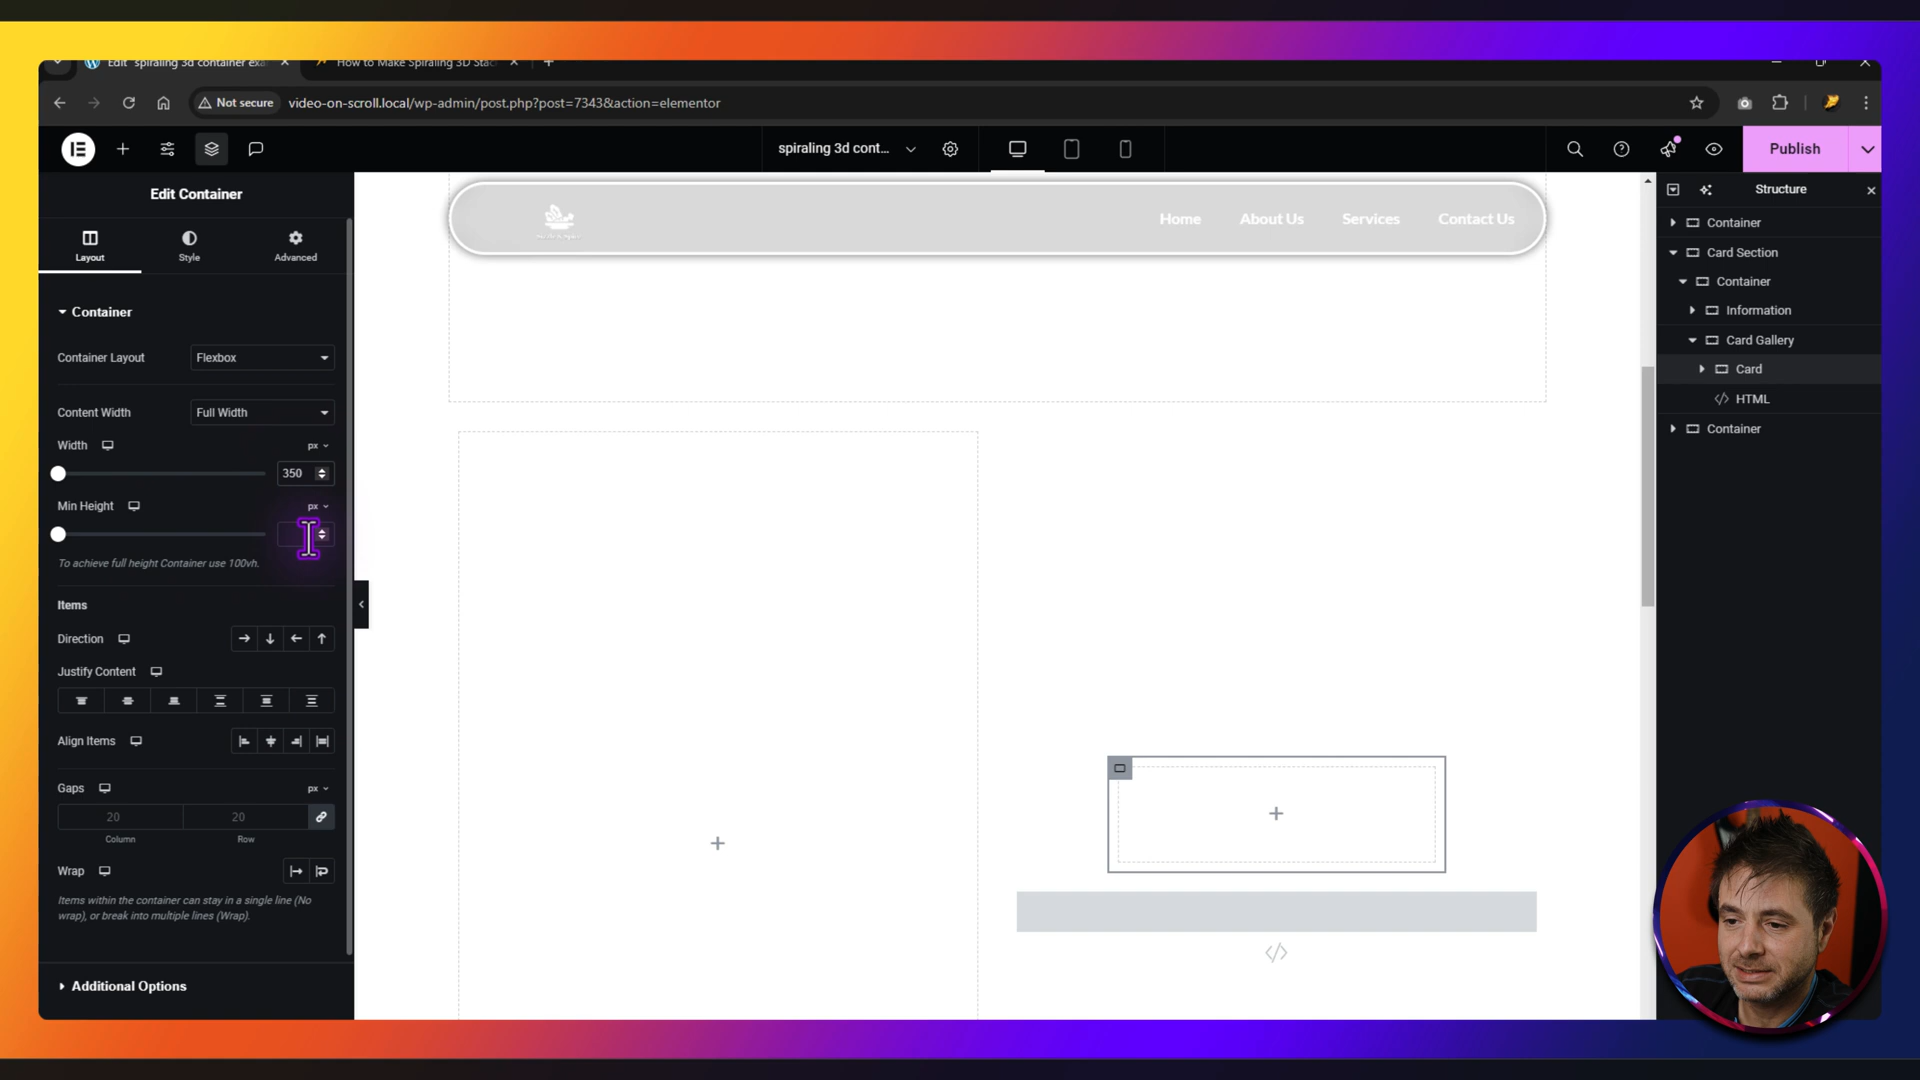 Edit "spiraling 3d container exa
How to Make Spiraling 3D Stac
Not secure
video-on-scroll.local/wp-admin/post.php?post=7343&action=elementor
spiraling 3d cont...
Publish
Edit Container
Layout
Style
Advanced
Container
Container Layout
Flexbox
Content Width
Full Width
Width
px
350
Min Height
px
To achieve full height Container use 100vh.
Items
Direction
Justify Content
Align Items
Gaps
px
20
20
Column
Row
Wrap
Items within the container can stay in a single line (No
wrap), or break into multiple lines (Wrap).
Additional Options
Home
About Us
Services
Contact Us
Structure
Container
Card Section
Container
Information
Card Gallery
Card
HTML
Container